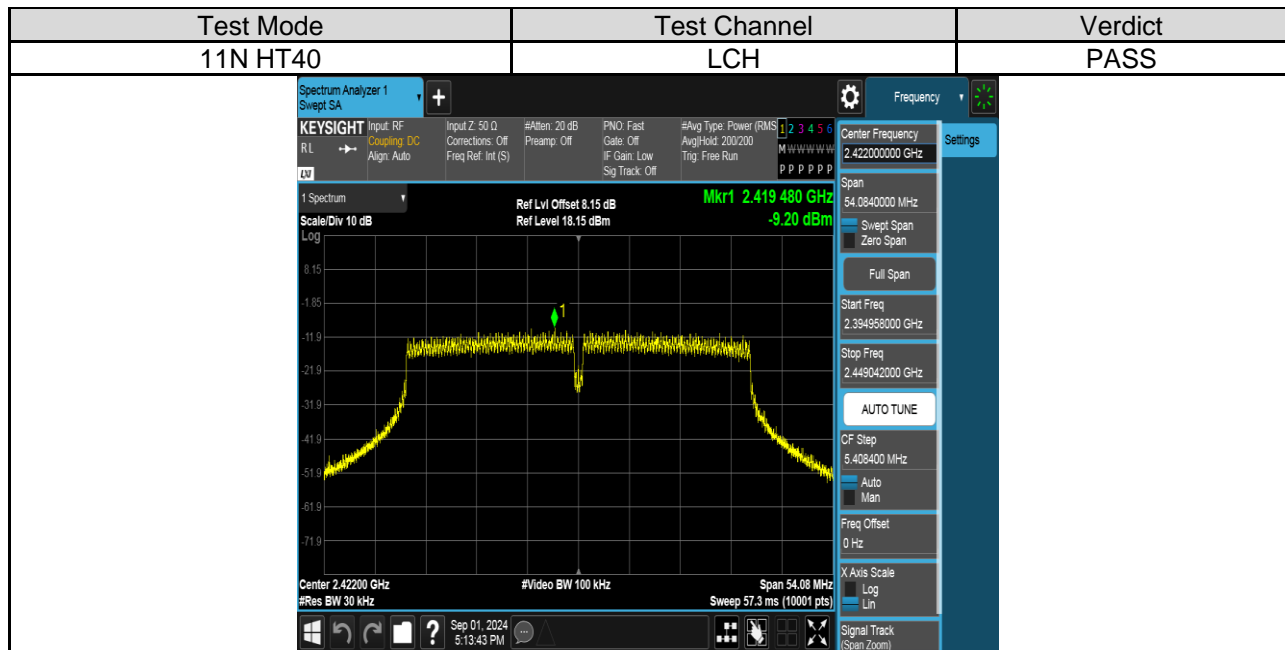 Test Mode Test Channel Verdict
11N HT40 LCH PASS
Spectrum Analyzer 1
Swept SA
+
Frequency
KEYSIGHT
RL
LXI
Input: RF
Coupling: DC
Align: Auto
Input Z: 50 Ω
Corrections: Off
Freq Ref: Int (S)
#Atten: 20 dB
Preamp: Off
PNO: Fast
Gate: Off
IF Gain: Low
Sig Track: Off
#Avg Type: Power (RMS
Avg|Hold: 200/200
Trig: Free Run
1 2 3 4 5 6
M W W W W W
P P P P P P
1 Spectrum
Scale/Div 10 dB
Log
Ref Lvl Offset 8.15 dB
Ref Level 18.15 dBm
Mkr1 2.419 480 GHz
-9.20 dBm
8.15
-1.85
-11.9
-21.9
-31.9
-41.9
-51.9
-61.9
-71.9
1
Center 2.42200 GHz
#Res BW 30 kHz
#Video BW 100 kHz
Span 54.08 MHz
Sweep 57.3 ms (10001 pts)
Center Frequency
2.422000000 GHz
Settings
Span
54.0840000 MHz
Swept Span
Zero Span
Full Span
Start Freq
2.394958000 GHz
Stop Freq
2.449042000 GHz
AUTO TUNE
CF Step
5.408400 MHz
Auto
Man
Freq Offset
0 Hz
X Axis Scale
Log
Lin
Signal Track
(Span Zoom)
?
Sep 01, 2024
5:13:43 PM